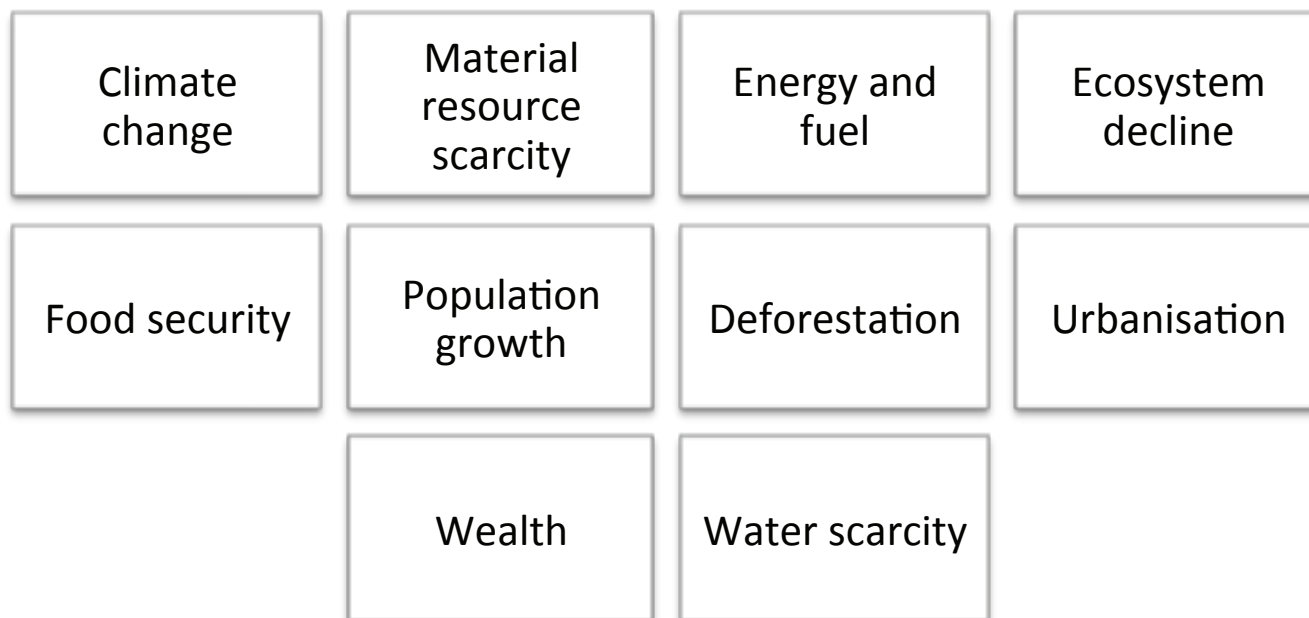 Climate
change
Material
resource
scarcity
Energy and
fuel
Ecosystem
decline
Food security
Population
growth
Deforestation
Urbanisation
Wealth
Water scarcity